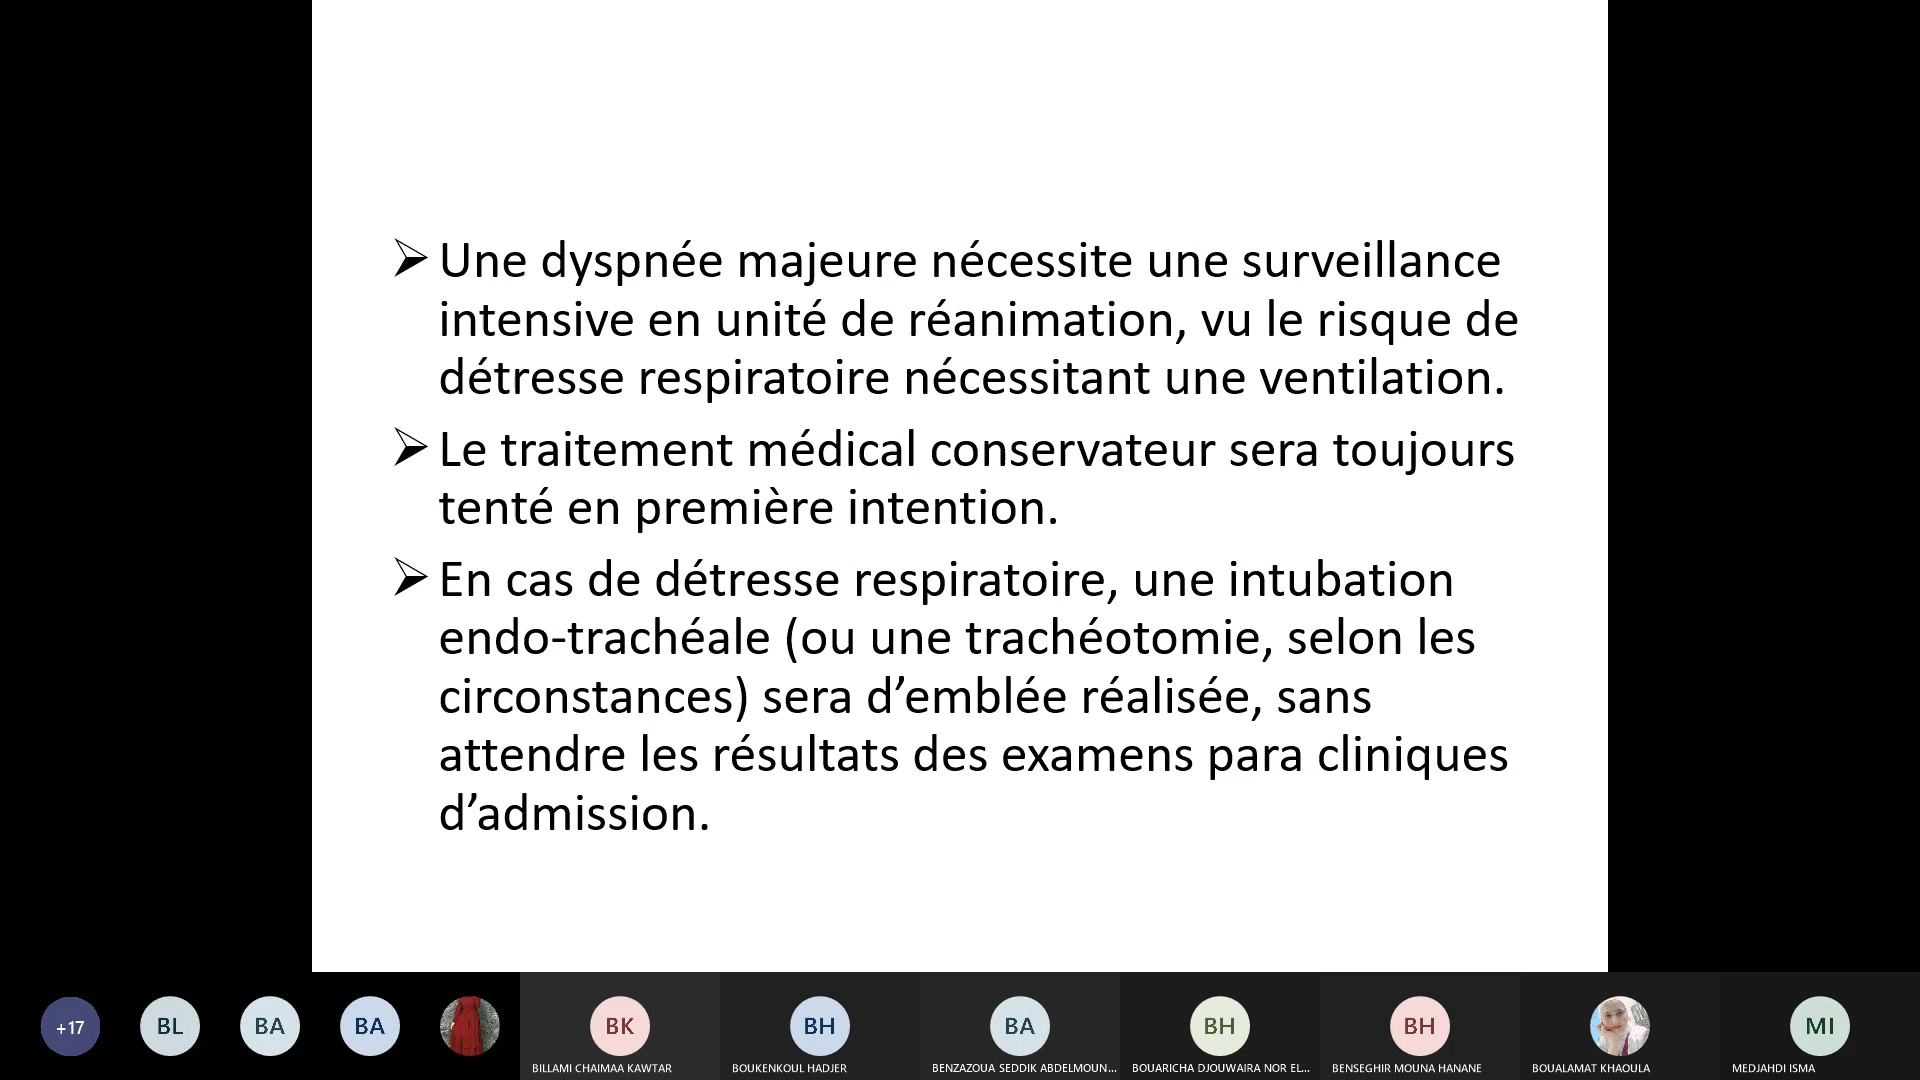 Une dyspnée majeure nécessite une surveillance
intensive en unité de réanimation, vu le risque de
détresse respiratoire nécessitant une ventilation.
Le traitement médical conservateur sera toujours
tenté en première intention.
En cas de détresse respiratoire, une intubation
endo-trachéale (ou une trachéotomie, selon les
circonstances) sera d’emblée réalisée, sans
attendre les résultats des examens para cliniques
d’admission.
+17
BL
BA
BA
BK
BH
BA
BH
BH
MI
BILLAMI CHAIMAA KAWTAR
BOUKENKOUL HADJER
BENZAZOUA SEDDIK ABDELMOUN...
BOUARICHA DJOUWAIRA NOR EL...
BENSEGHIR MOUNA HANANE
BOUALAMAT KHAOULA
MEDJAHDI ISMA